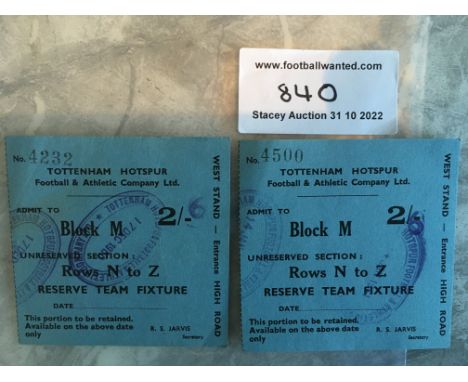 www.footballwanted.com
840
Stacey Auction 31 10 2022
No. 4232
TOTTENHAM HOTSPUR
Football & Athletic Company Ltd.
ADMIT TO
Block M 2/-
UNRESERVED SECTION:
Rows N to Z
RESERVE TEAM FIXTURE
DATE
This portion to be retained.
Available on the above date
only
R. S. JARVIS
Secretary
WEST STAND — Entrance HIGH ROAD
6
No. 4500
TOTTENHAM HOTSPUR
Football & Athletic Company Ltd.
ADMIT TO
Block M 2/-
UNRESERVED SECTION:
Rows N to Z
RESERVE TEAM FIXTURE
DATE
This portion to be retained.
Available on the above date
only
R. S. JARVIS
Secretary
WEST STAND — Entrance HIGH ROAD
6